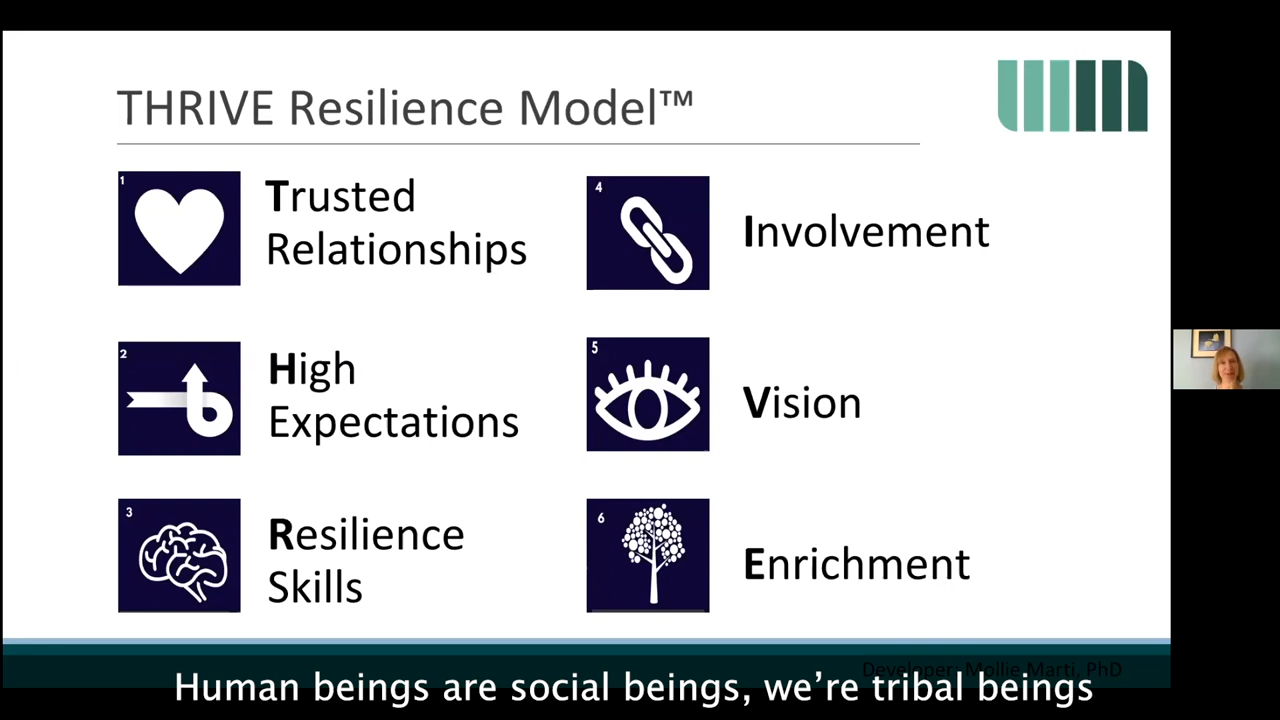 THRIVE Resilience Model™
1
Trusted
Relationships
2
High
Expectations
3
Resilience
Skills
4
Involvement
5
Vision
6
Enrichment
Developer: Mollie Marti, PhD
Human beings are social beings, we’re tribal beings